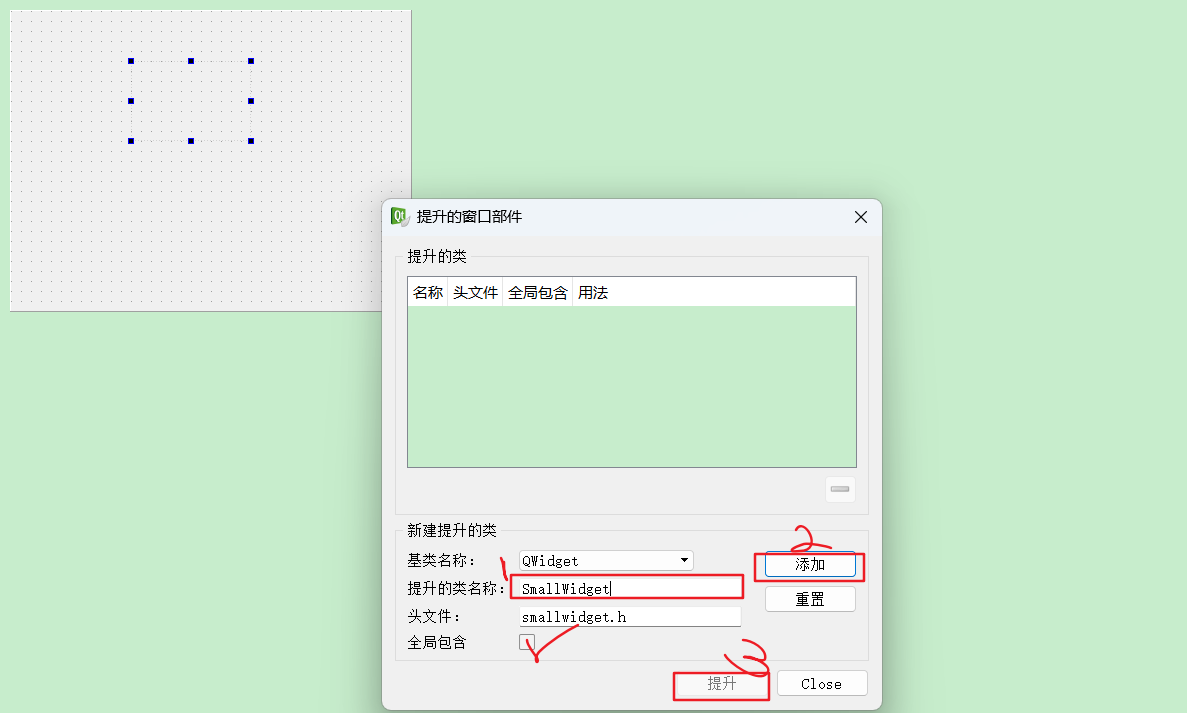 Qt 提升的窗口部件
提升的类
名称 头文件 全局包含 用法
新建提升的类
基类名称： QWidget
添加
2
提升的类名称： SmallWidget
1
头文件： smallwidget.h
重置
全局包含
提升
3
Close